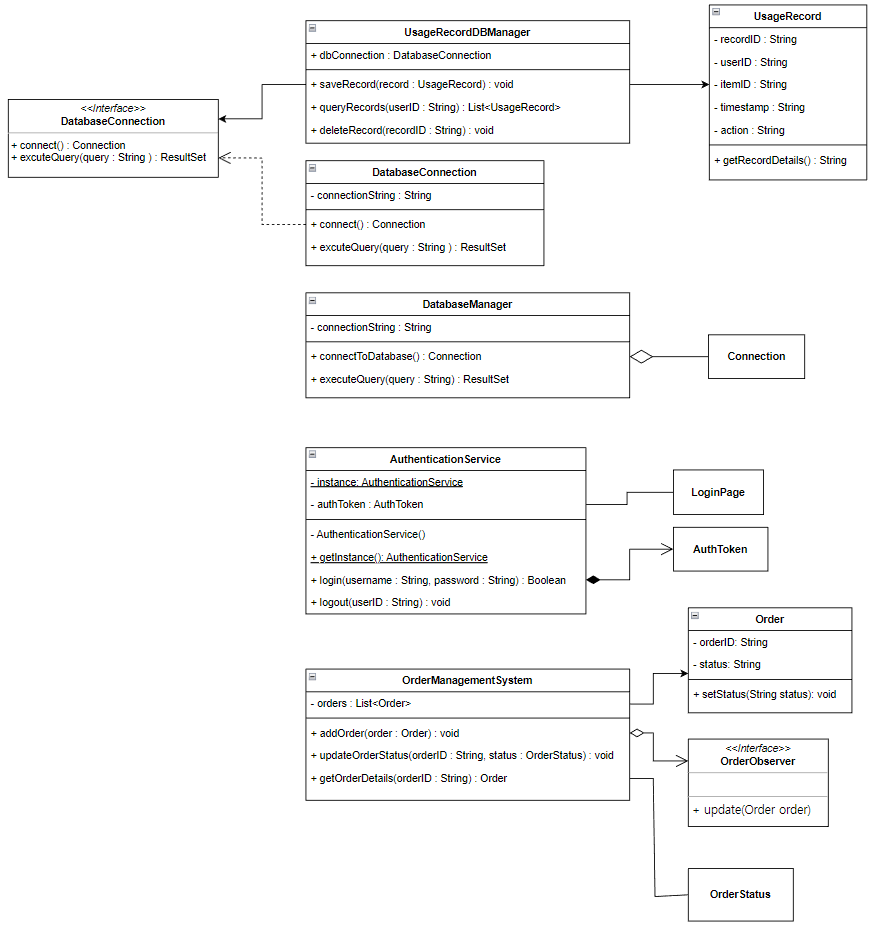 UsageRecordDBManager
+ dbConnection : DatabaseConnection
+ saveRecord(record : UsageRecord) : void
+ queryRecords(userID : String) : List<UsageRecord>
+ deleteRecord(recordID : String) : void
UsageRecord
- recordID : String
- userID : String
- itemID : String
- timestamp : String
- action : String
+ getRecordDetails() : String
<<Interface>>
DatabaseConnection
+ connect() : Connection
+ excuteQuery(query : String ) : ResultSet
DatabaseConnection
- connectionString : String
+ connect() : Connection
+ excuteQuery(query : String ) : ResultSet
DatabaseManager
- connectionString : String
+ connectToDatabase() : Connection
+ executeQuery(query : String) : ResultSet
Connection
AuthenticationService
- instance: AuthenticationService
- authToken : AuthToken
- AuthenticationService()
+ getInstance(): AuthenticationService
+ login(username : String, password : String) : Boolean
+ logout(userID : String) : void
LoginPage
AuthToken
Order
- orderID: String
- status: String
+ setStatus(String status): void
OrderManagementSystem
- orders : List<Order>
+ addOrder(order : Order) : void
+ updateOrderStatus(orderID : String, status : OrderStatus) : void
+ getOrderDetails(orderID : String) : Order
<<Interface>>
OrderObserver
+ update(Order order)
OrderStatus